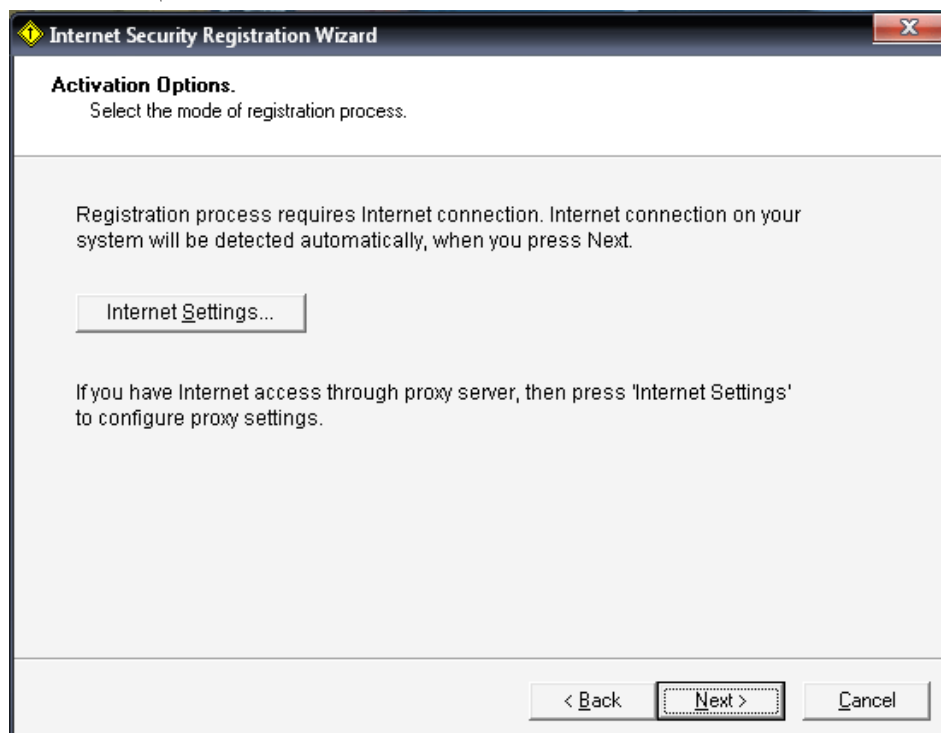 Internet Security Registration Wizard
Activation Options.
Select the mode of registration process.
Registration process requires Internet connection. Internet connection on your
system will be detected automatically, when you press Next.
Internet Settings...
If you have Internet access through proxy server, then press 'Internet Settings'
to configure proxy settings.
< Back Next > Cancel